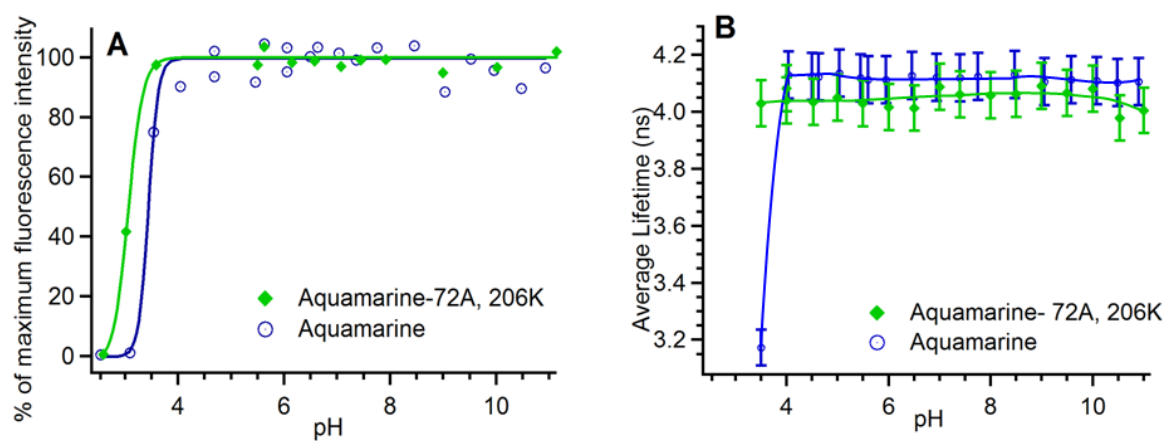 A
% of maximum fluorescence intensity
100
80
60
40
20
0
Aquamarine-72A, 206K
Aquamarine
4
6
8
10
pH
B
Average Lifetime (ns)
4.2
4.0
3.8
3.6
3.4
3.2
Aquamarine- 72A, 206K
Aquamarine
4
6
8
10
pH